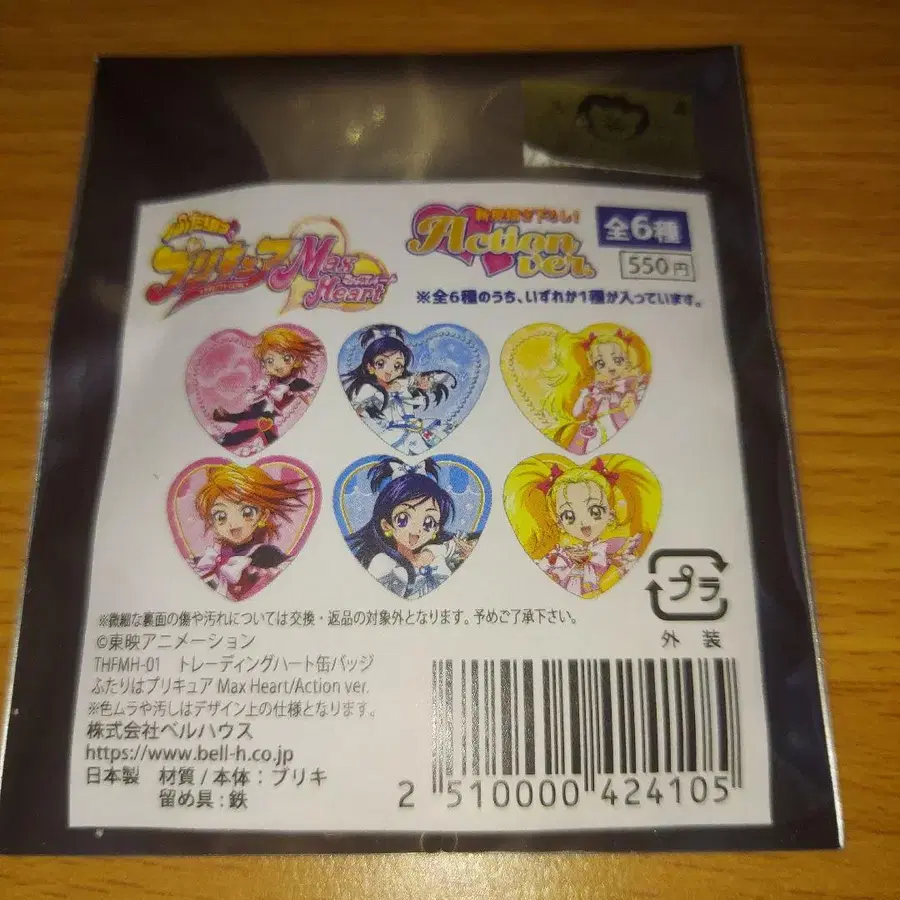 ふたりは
プリキュア Max Heart
新規描き下ろし!
Action ver.
全6種
550円
※全6種のうち、いずれか1種が入っています。
プラ
外装
※微細な裏面の傷や汚れについては交換・返品の対象外となります。予めご了承下さい。
©東映アニメーション
THFMH-01 トレーディングハート缶バッジ
ふたりはプリキュア Max Heart/Action ver.
※色ムラや汚しはデザイン上の仕様となります。
株式会社ベルハウス
https://www.bell-h.co.jp
日本製 材質/本体:ブリキ
留め具:鉄
2 510000 424105